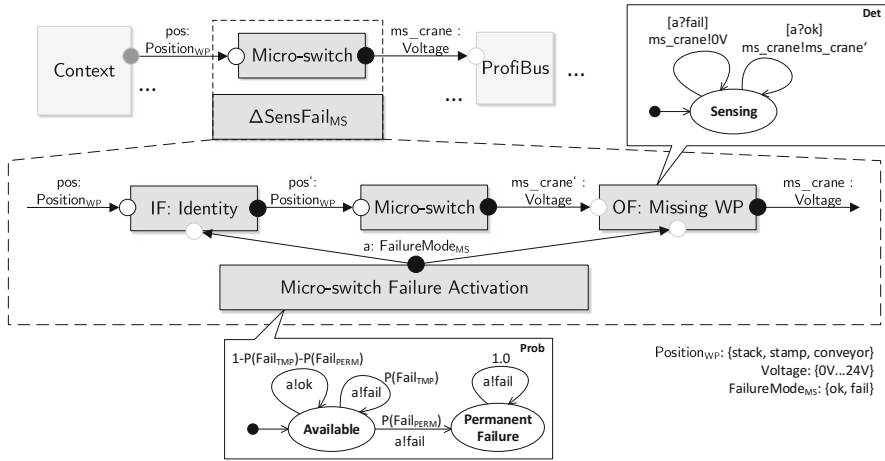 Context
...
pos:
Position_WP
Micro-switch
ms_crane :
Voltage
...
ProfiBus
...
ΔSensFail_MS
Det
[a?fail]
ms_crane!0V
[a?ok]
ms_crane!ms_crane‘
Sensing
pos:
Position_WP
IF: Identity
pos‘:
Position_WP
Micro-switch
ms_crane‘ :
Voltage
OF: Missing WP
ms_crane :
Voltage
a: FailureMode_MS
Micro-switch Failure Activation
Prob
1-P(Fail_TMP)-P(Fail_PERM)
a!ok
a!fail
P(Fail_TMP)
1.0
a!fail
Available
P(Fail_PERM)
a!fail
Permanent
Failure
Position_WP: {stack, stamp, conveyor}
Voltage: {0V...24V}
FailureMode_MS: {ok, fail}